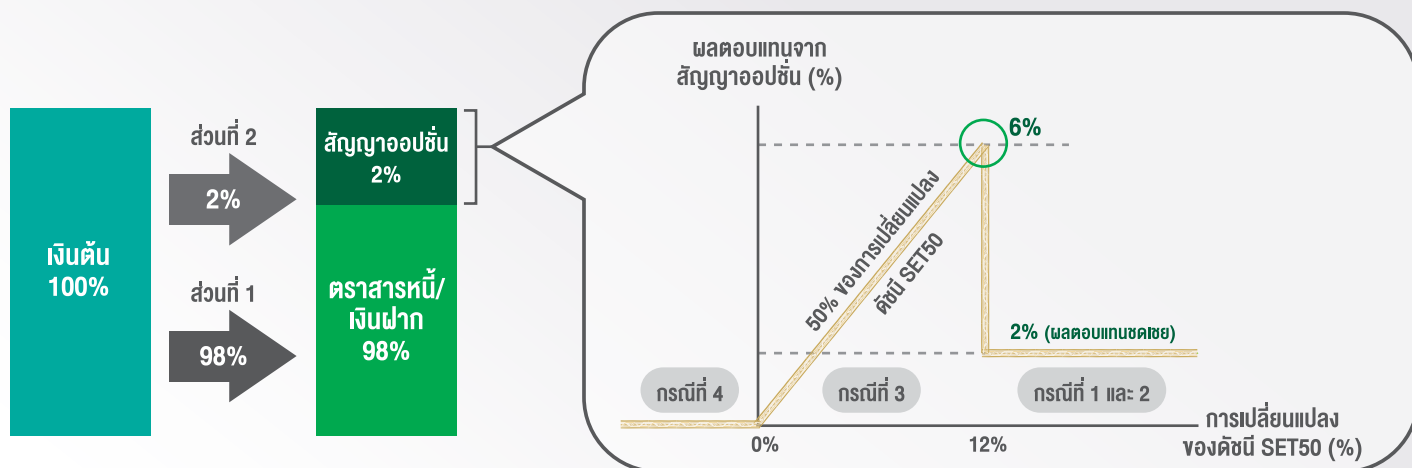 เงินต้น
100%
ส่วนที่ 2
2%
ส่วนที่ 1
98%
สัญญาออปชั่น
2%
ตราสารหนี้/
เงินฝาก
98%
ผลตอบแทนจาก
สัญญาออปชั่น (%)
6%
50% ของการเปลี่ยนแปลง
ดัชนี SET50
2% (ผลตอบแทนชดเชย)
กรณีที่ 4
กรณีที่ 3
กรณีที่ 1 และ 2
0%
12%
การเปลี่ยนแปลง
ของดัชนี SET50 (%)